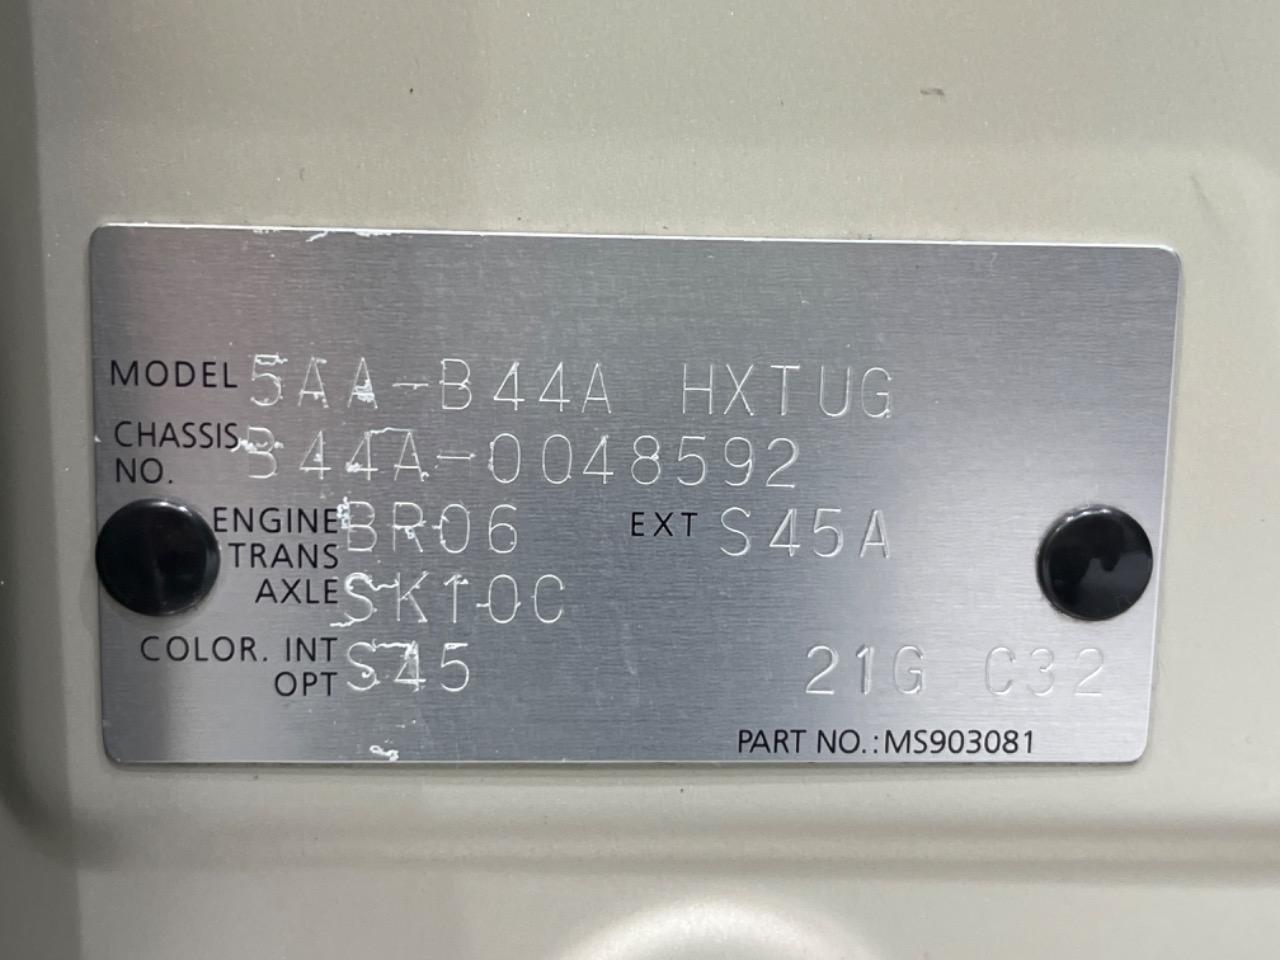 MODEL 5AA-B44A HXTUG
CHASSIS NO. B44A-0048592
ENGINE BR06 EXT S45A
TRANS AXLE SK10C
COLOR. INT OPT S45 21G C32
PART NO.:MS903081